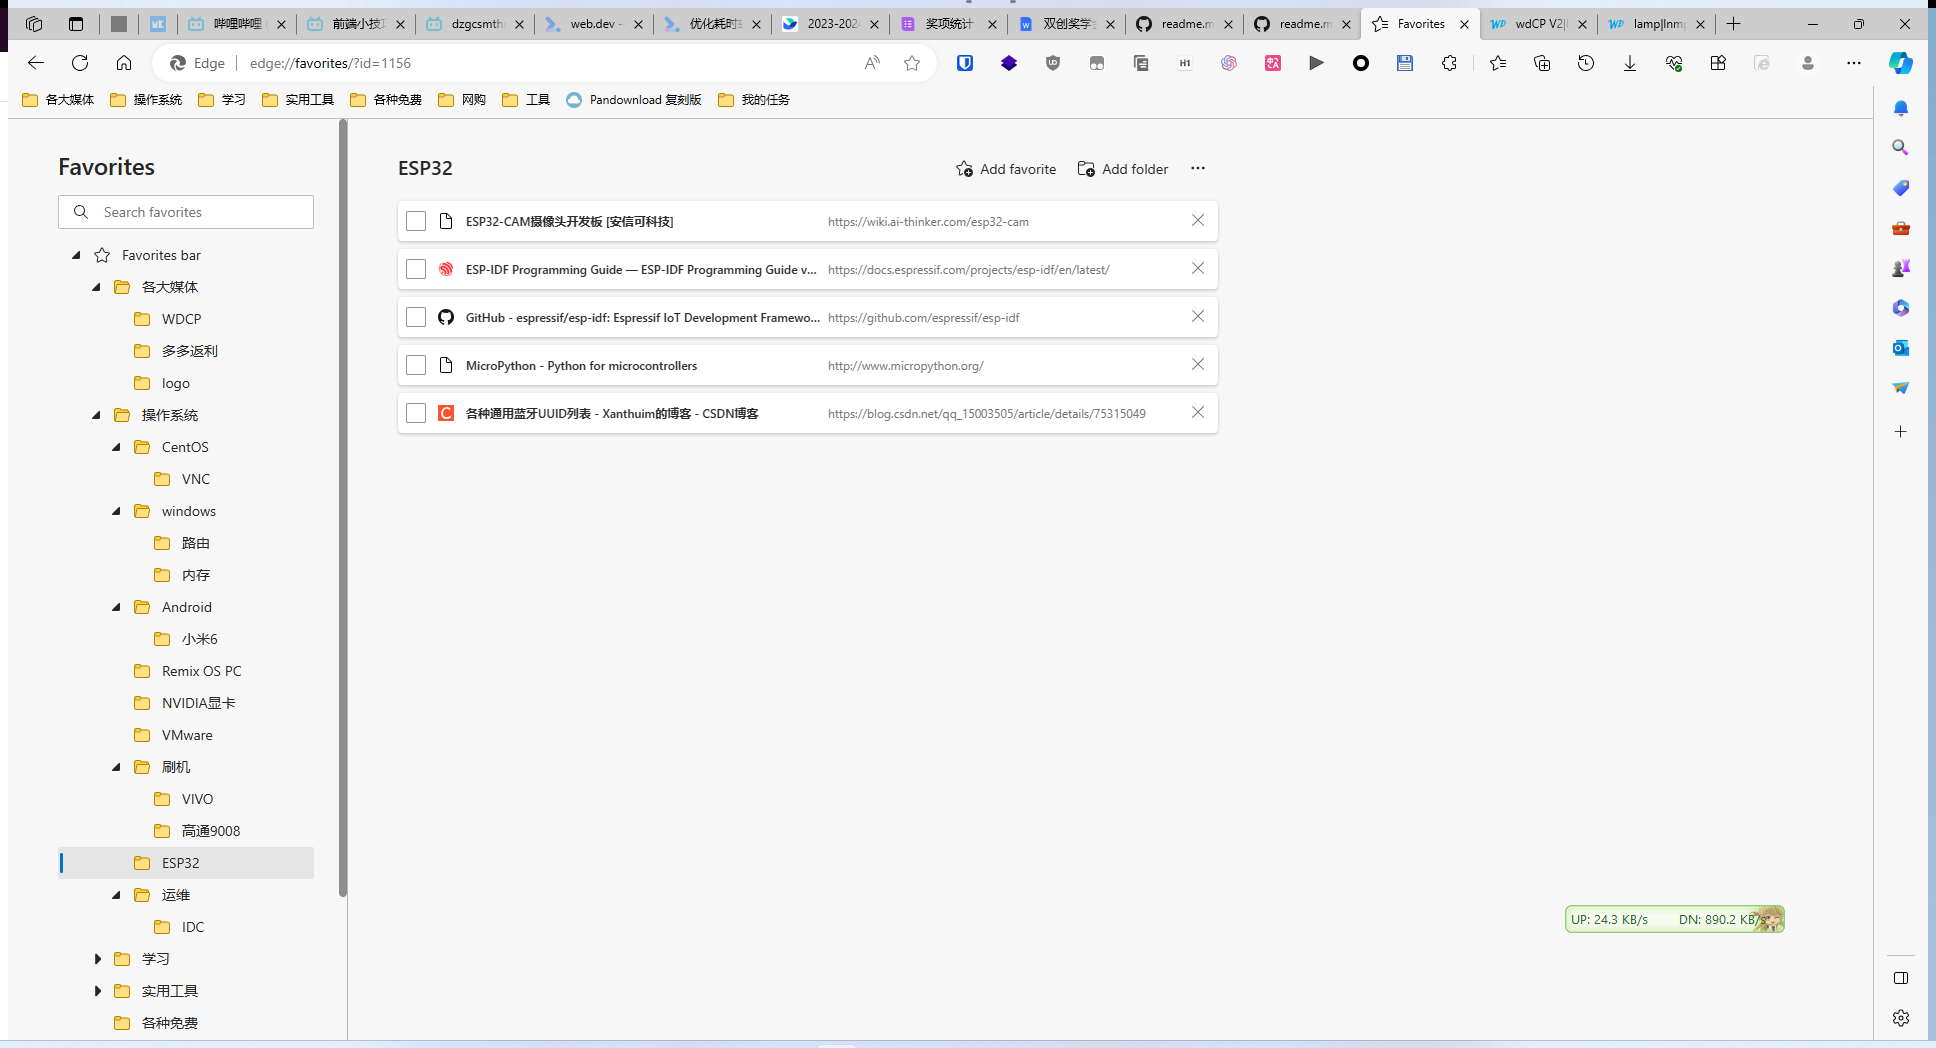 哔哩哔哩
前端小技
dzgcsmthr
web.dev
优化耗时
2023-202
奖项统计
双创奖学
readme.m
readme.m
Favorites
wdCP V2|
lamp|lnmp
Edge
edge://favorites/?id=1156
各大媒体
操作系统
学习
实用工具
各种免费
网购
工具
Pandownload 复刻版
我的任务
Favorites
Search favorites
Favorites bar
各大媒体
WDCP
多多返利
logo
操作系统
CentOS
VNC
windows
路由
内存
Android
小米6
Remix OS PC
NVIDIA显卡
VMware
刷机
VIVO
高通9008
ESP32
运维
IDC
学习
实用工具
各种免费
ESP32
Add favorite
Add folder
ESP32-CAM摄像头开发板 [安信可科技] https://wiki.ai-thinker.com/esp32-cam
ESP-IDF Programming Guide — ESP-IDF Programming Guide v... https://docs.espressif.com/projects/esp-idf/en/latest/
GitHub - espressif/esp-idf: Espressif IoT Development Framewo... https://github.com/espressif/esp-idf
MicroPython - Python for microcontrollers http://www.micropython.org/
各种通用蓝牙UUID列表 - Xanthuim的博客 - CSDN博客 https://blog.csdn.net/qq_15003505/article/details/75315049
UP: 24.3 KB/s DN: 890.2 KB/s